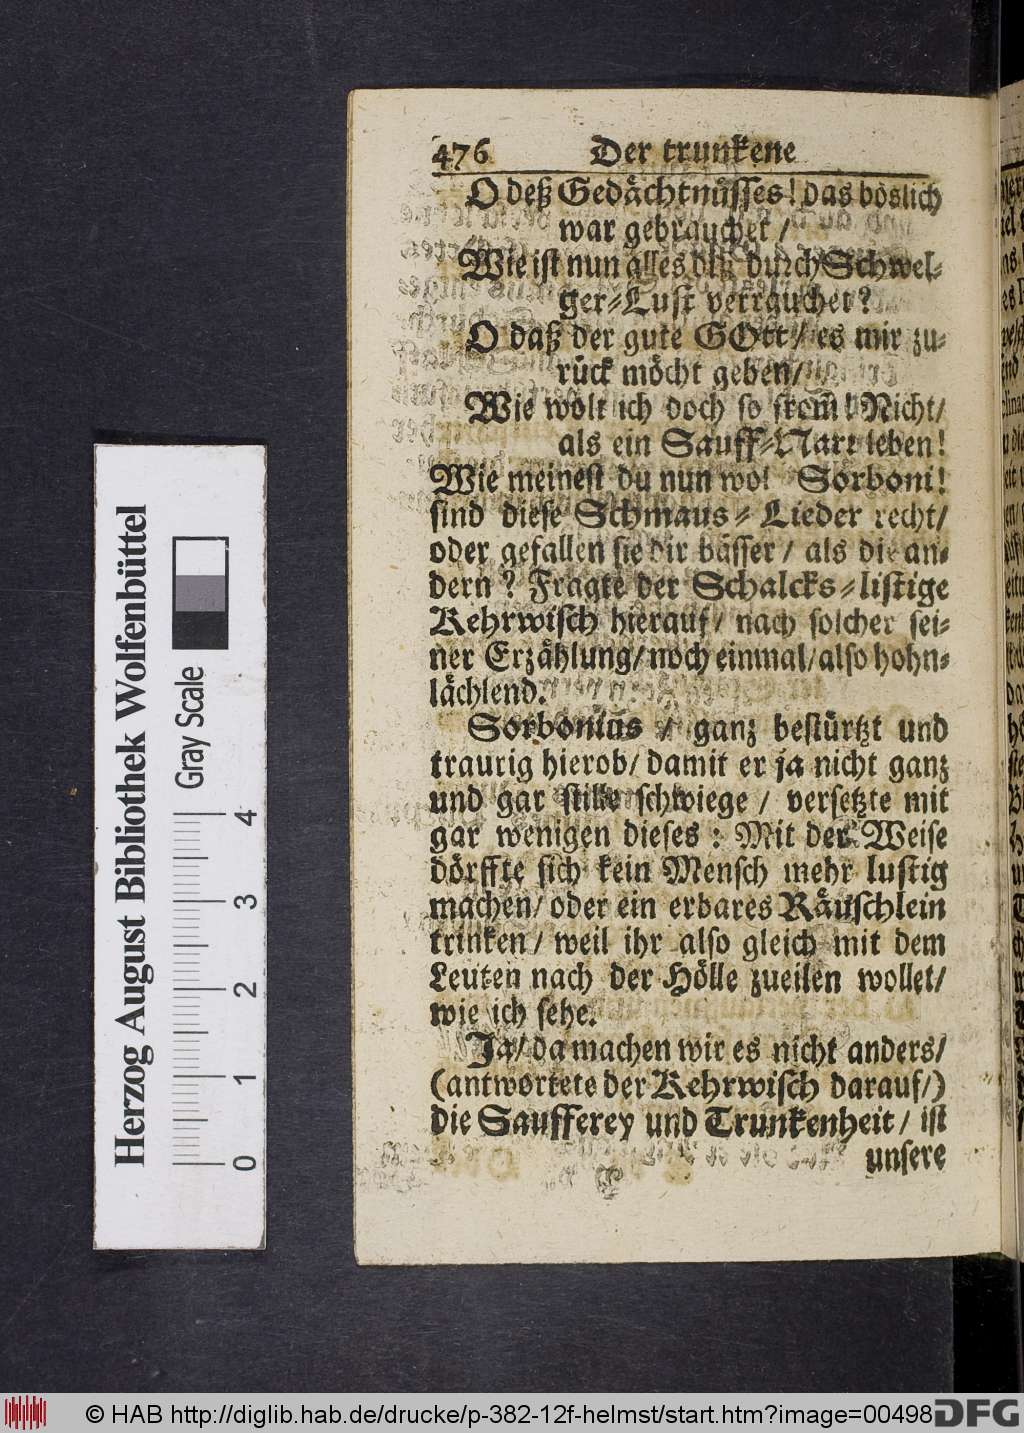 476 Der trunkene
O deß Gedächtnüsses! das böslich
war gebrauchet /
Wie ist nun alles diß durch Schwel-
ger-Lust verrauchet?
O daß der gute GOtt / es mir zu-
rück möcht geben /
Wie wolt ich doch so from! Nicht /
als ein Sauff-Narr leben!
Wie meinest du nun wol Sorboni!
sind diese Schmaus-Lieder recht /
oder gefallen sie dir bässer / als die an-
dern? Fragte der Schalcks-listige
Kehrwisch hierauf / nach solcher sei-
ner Erzählung / noch einmal / also hohn-
lächlend.
Sorbonius / ganz bestürtzt und
traurig hierob / damit er ja nicht ganz
und gar stille schwiege / versetzte mit
gar wenigen dieses: Mit der Weise
dörffte sich kein Mensch mehr lustig
machen / oder ein erbares Räuschlein
trinken / weil ihr also gleich mit dem
Leuten nach der Hölle zueilen wollet /
wie ich sehe.
Ja / da machen wir es nicht anders /
(antwortete der Kehrwisch darauf /)
die Saufferey und Trunkenheit / ist
unsere
Herzog August Bibliothek Wolfenbüttel
Gray Scale
0 1 2 3 4
© HAB http://diglib.hab.de/drucke/p-382-12f-helmst/start.htm?image=00498
DFG